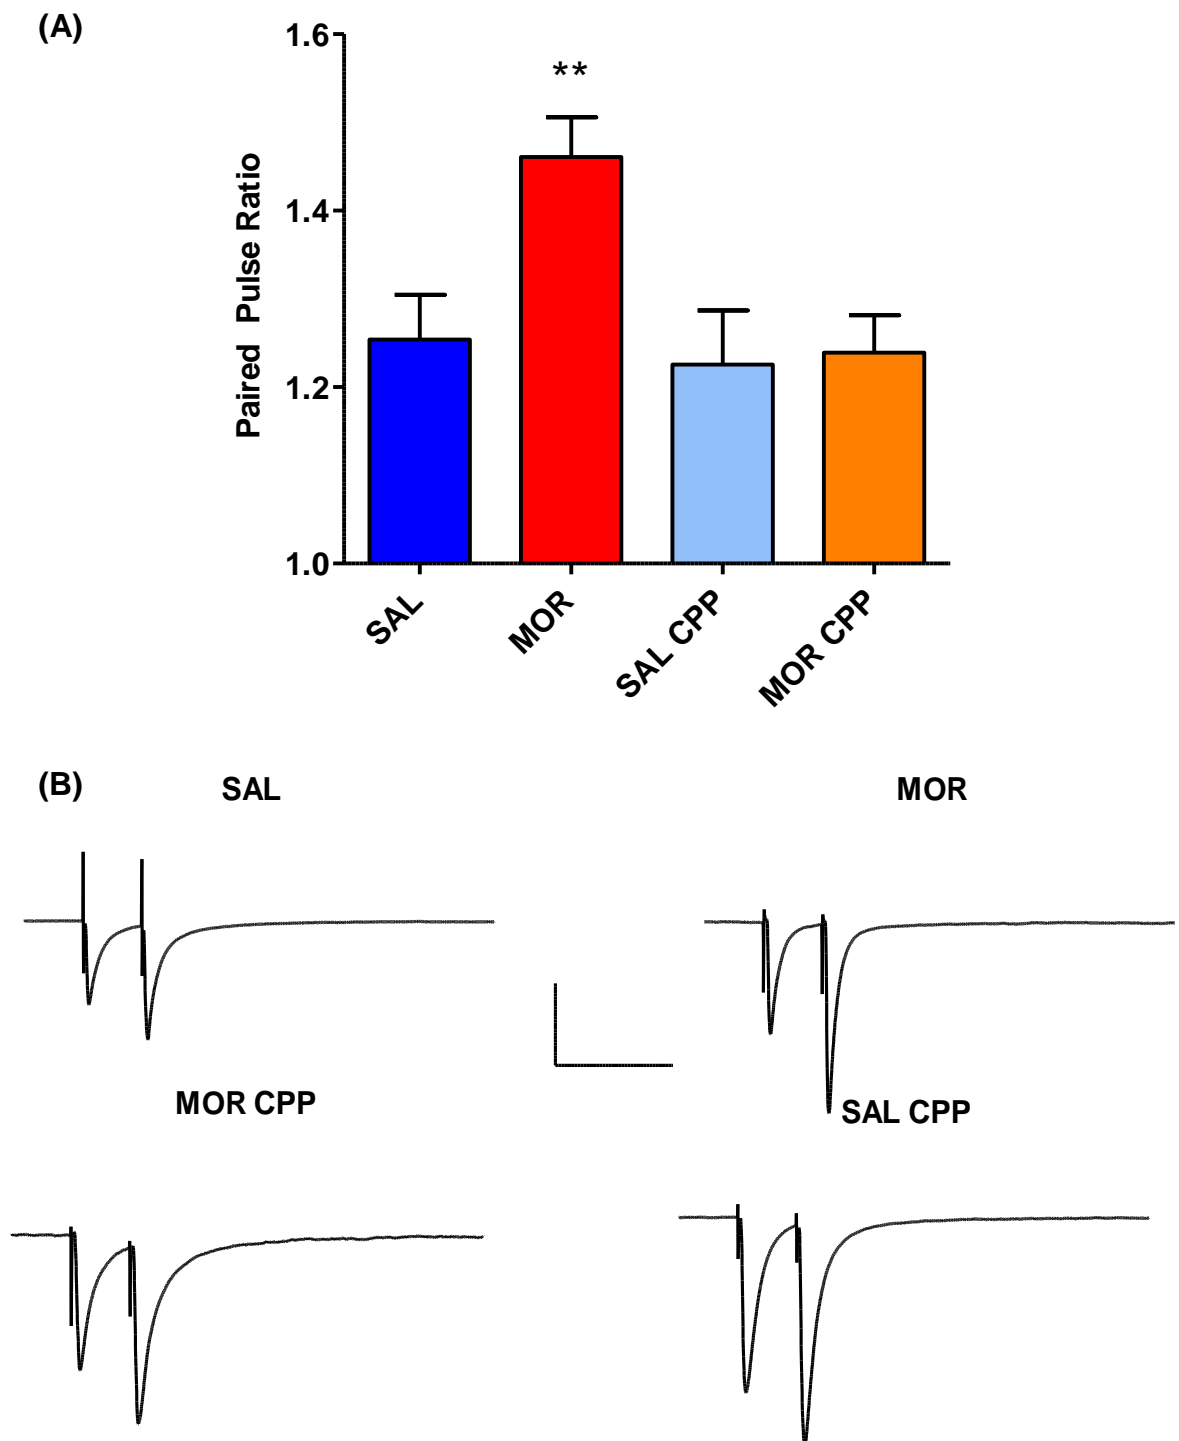 (A)
1.6
**
1.4
1.2
1.0
Paired Pulse Ratio
SAL
MOR
SAL CPP
MOR CPP
(B)
SAL
MOR
MOR CPP
SAL CPP